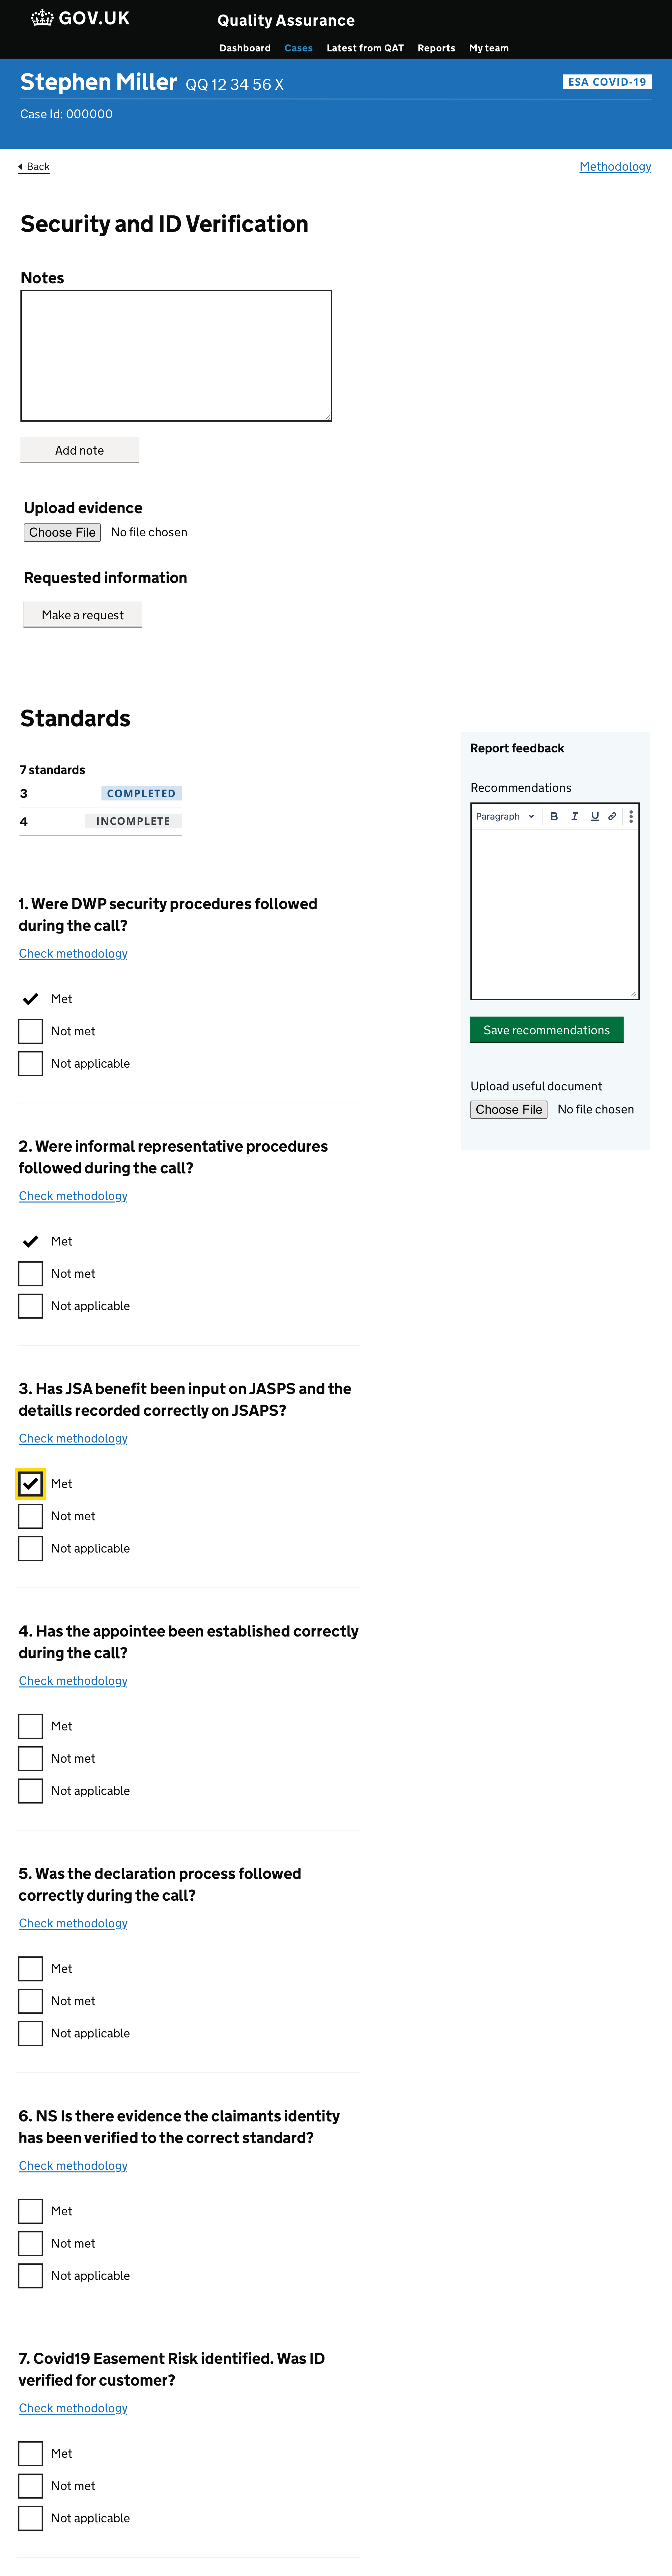 GOV.UK
Quality Assurance
Dashboard Cases Latest from QAT Reports My team
Stephen Miller QQ 12 34 56 X
ESA COVID-19
Case Id: 000000
Back
Methodology
Security and ID Verification
Notes
Add note
Upload evidence
Choose File No file chosen
Requested information
Make a request
Standards
7 standards
3 COMPLETED
4 INCOMPLETE
Report feedback
Recommendations
Paragraph B I U
Save recommendations
Upload useful document
Choose File No file chosen
1. Were DWP security procedures followed
during the call?
Check methodology
Met
Not met
Not applicable
2. Were informal representative procedures
followed during the call?
Check methodology
Met
Not met
Not applicable
3. Has JSA benefit been input on JASPS and the
detaills recorded correctly on JSAPS?
Check methodology
Met
Not met
Not applicable
4. Has the appointee been established correctly
during the call?
Check methodology
Met
Not met
Not applicable
5. Was the declaration process followed
correctly during the call?
Check methodology
Met
Not met
Not applicable
6. NS Is there evidence the claimants identity
has been verified to the correct standard?
Check methodology
Met
Not met
Not applicable
7. Covid19 Easement Risk identified. Was ID
verified for customer?
Check methodology
Met
Not met
Not applicable